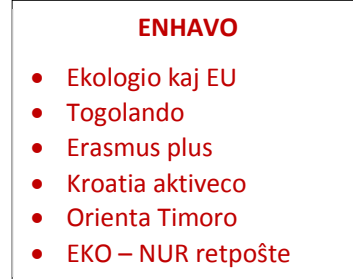 ENHAVO
• Ekologio kaj EU
• Togolando
• Erasmus plus
• Kroatia aktiveco
• Orienta Timoro
• EKO – NUR retpoŝte